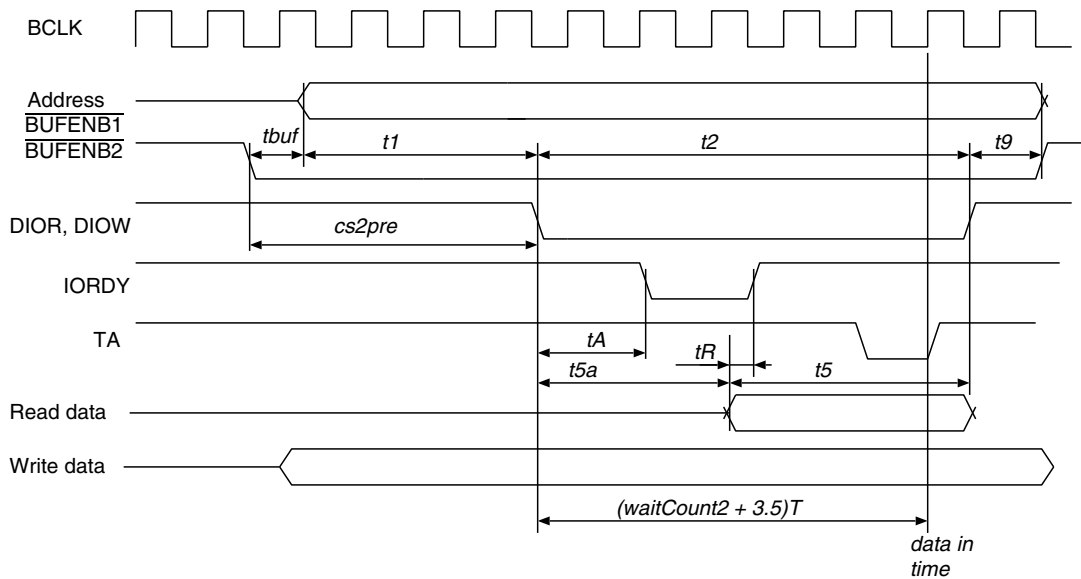 BCLK
Address
BUFENB1
BUFENB2
tbuf
t1
t2
t9
DIOR, DIOW
cs2pre
IORDY
TA
tA
tR
t5a
t5
Read data
Write data
(waitCount2 + 3.5)T
data in
time